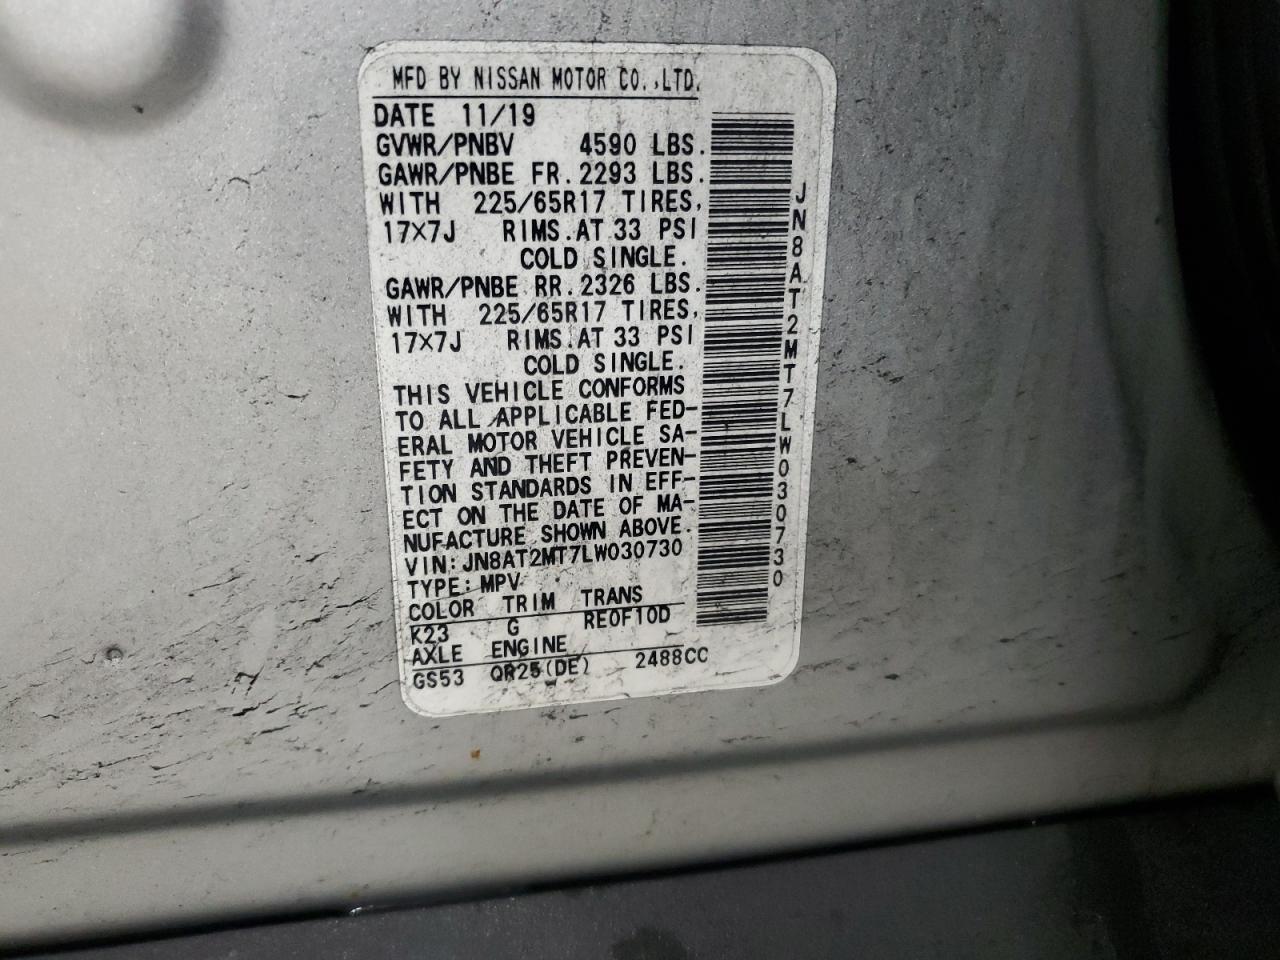 MFD BY NISSAN MOTOR CO.,LTD.
DATE 11/19
GVWR/PNBV 4590 LBS.
GAWR/PNBE FR. 2293 LBS.
WITH 225/65R17 TIRES,
17×7J RIMS.AT 33 PSI
COLD SINGLE.
GAWR/PNBE RR. 2326 LBS.
WITH 225/65R17 TIRES,
17×7J RIMS.AT 33 PSI
COLD SINGLE.
THIS VEHICLE CONFORMS
TO ALL APPLICABLE FED-
ERAL MOTOR VEHICLE SA-
FETY AND THEFT PREVEN-
TION STANDARDS IN EFF-
ECT ON THE DATE OF MA-
NUFACTURE SHOWN ABOVE.
VIN: JN8AT2MT7LW030730
TYPE: MPV
COLOR TRIM TRANS
K23 G RE0F10D
AXLE ENGINE
GS53 QR25(DE) 2488CC
JN8AT2MT7LW030730